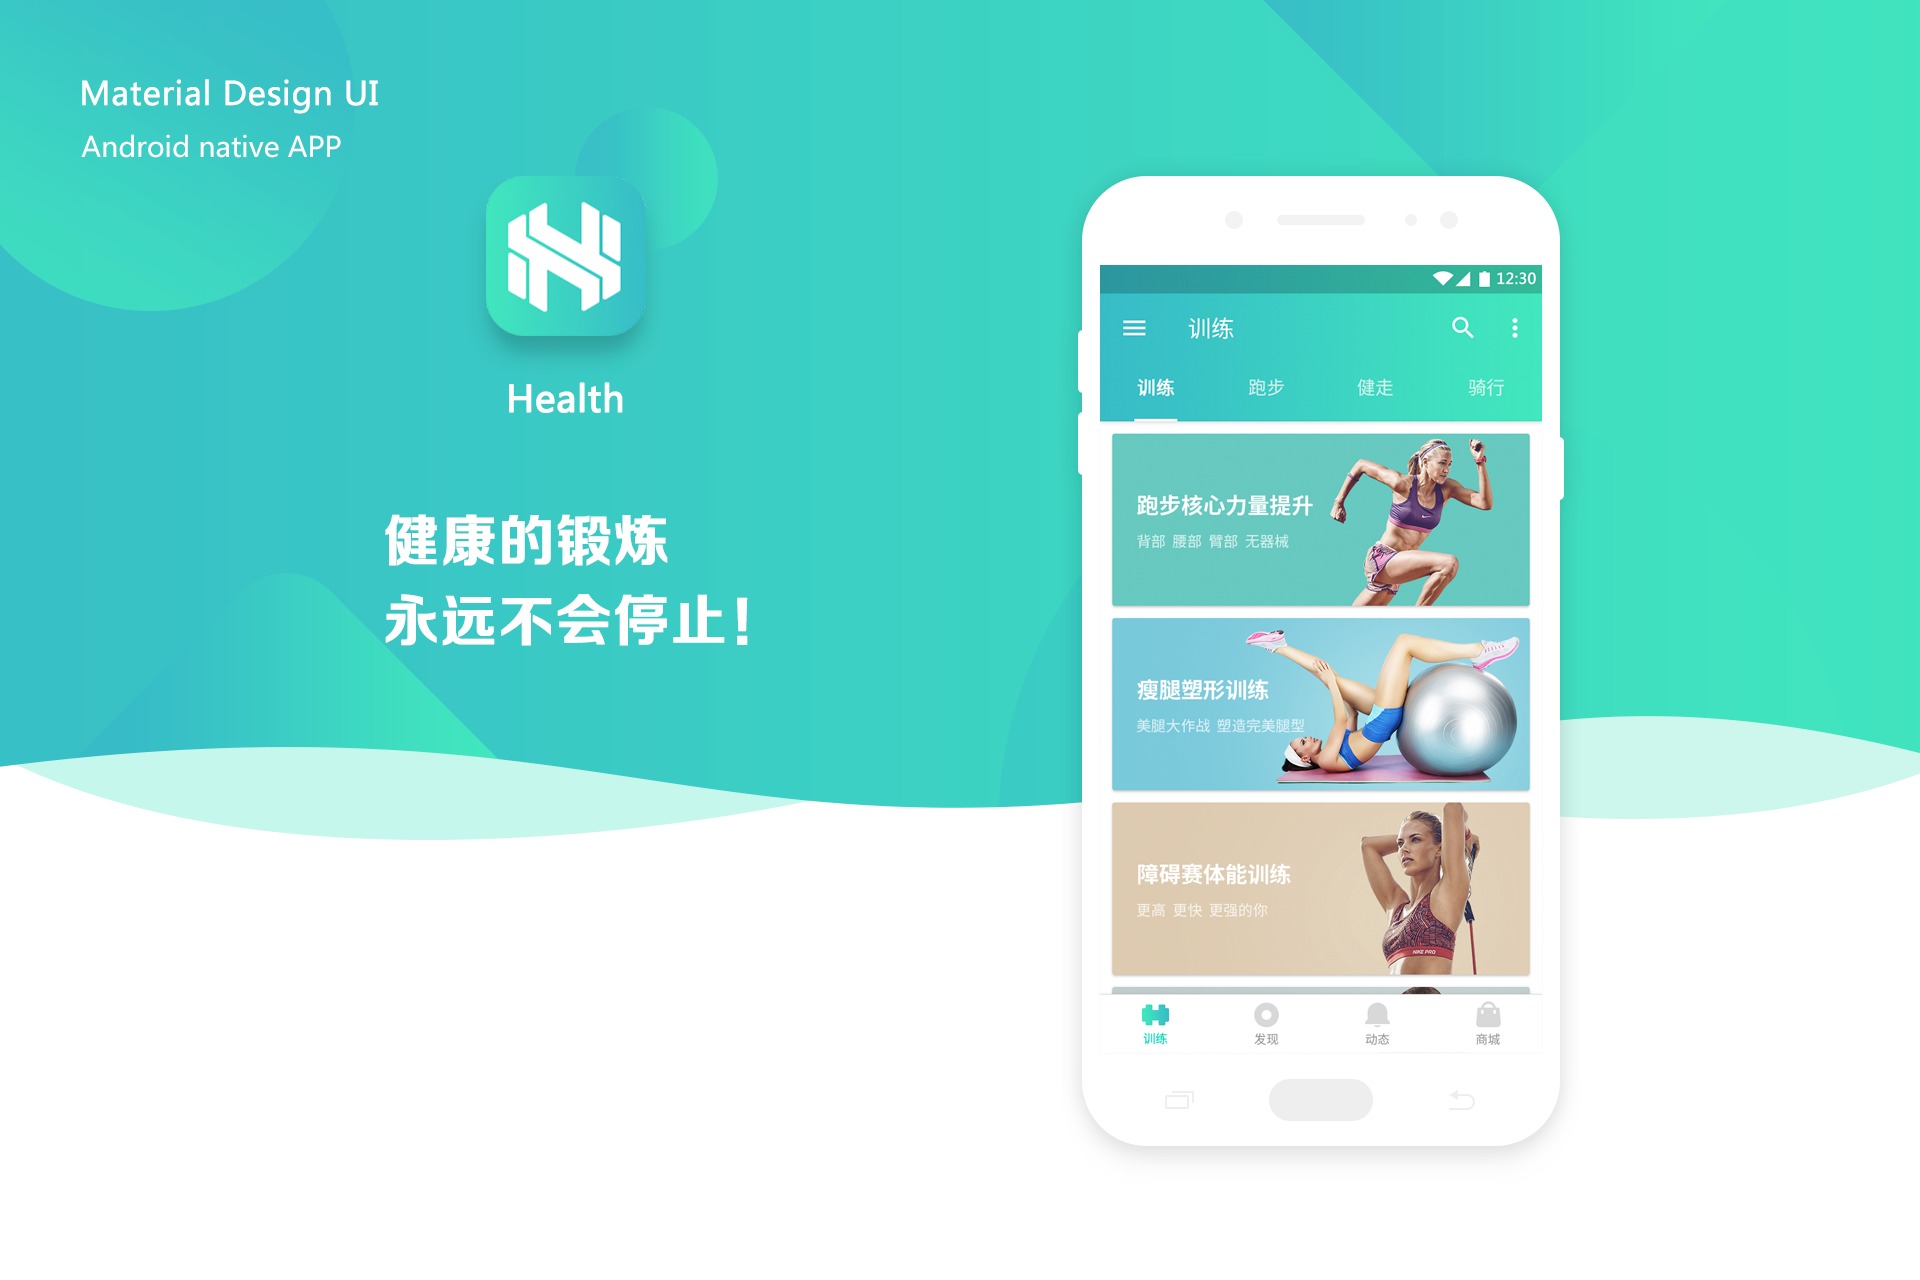 Material Design UI
Android native APP
Health
健康的锻炼
永远不会停止!
12:30
训练
训练 跑步 健走 骑行
跑步核心力量提升
背部 腰部 臂部 无器械
瘦腿塑形训练
美腿大作战 塑造完美腿型
障碍赛体能训练
更高 更快 更强的你
NIKE PRO
训练 发现 动态 商城